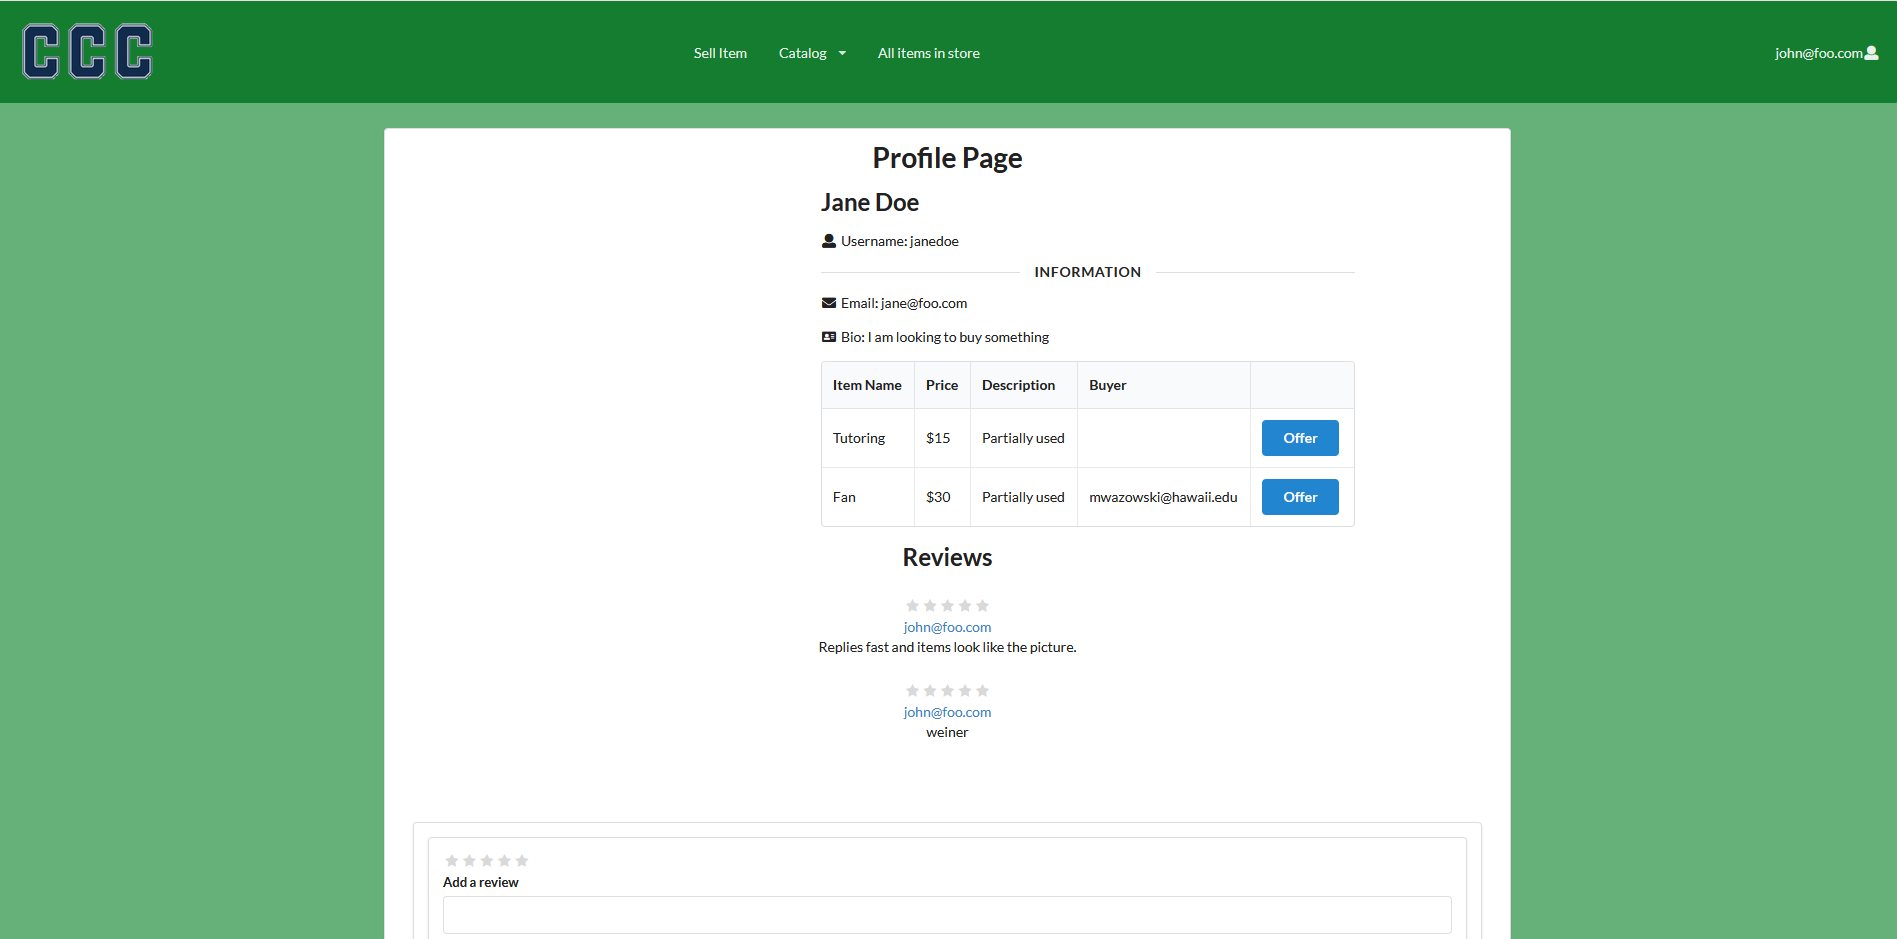 CCC
Sell Item Catalog All items in store john@foo.com
Profile Page
Jane Doe
Username: janedoe
INFORMATION
Email: jane@foo.com
Bio: I am looking to buy something
Item Name Price Description Buyer
Tutoring $15 Partially used Offer
Fan $30 Partially used mwazowski@hawaii.edu Offer
Reviews
john@foo.com
Replies fast and items look like the picture.
john@foo.com
weiner
Add a review